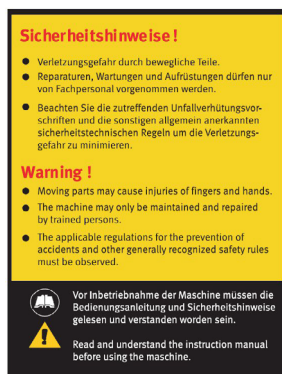 Sicherheitshinweise !
Verletzungsgefahr durch bewegliche Teile.
Reparaturen, Wartungen und Aufrüstungen dürfen nur
von Fachpersonal vorgenommen werden.
Beachten Sie die zutreffenden Unfallverhütungsvor-
schriften und die sonstigen allgemein anerkannten
sicherheitstechnischen Regeln um die Verletzungs-
gefahr zu minimieren.
Warning !
Moving parts may cause injuries of fingers and hands.
The machine may only be maintained and repaired
by trained persons.
The applicable regulations for the prevention of
accidents and other generally recognized safety rules
must be observed.
Vor Inbetriebnahme der Maschine müssen die
Bedienungsanleitung und Sicherheitshinweise
gelesen und verstanden worden sein.
Read and understand the instruction manual
before using the maschine.